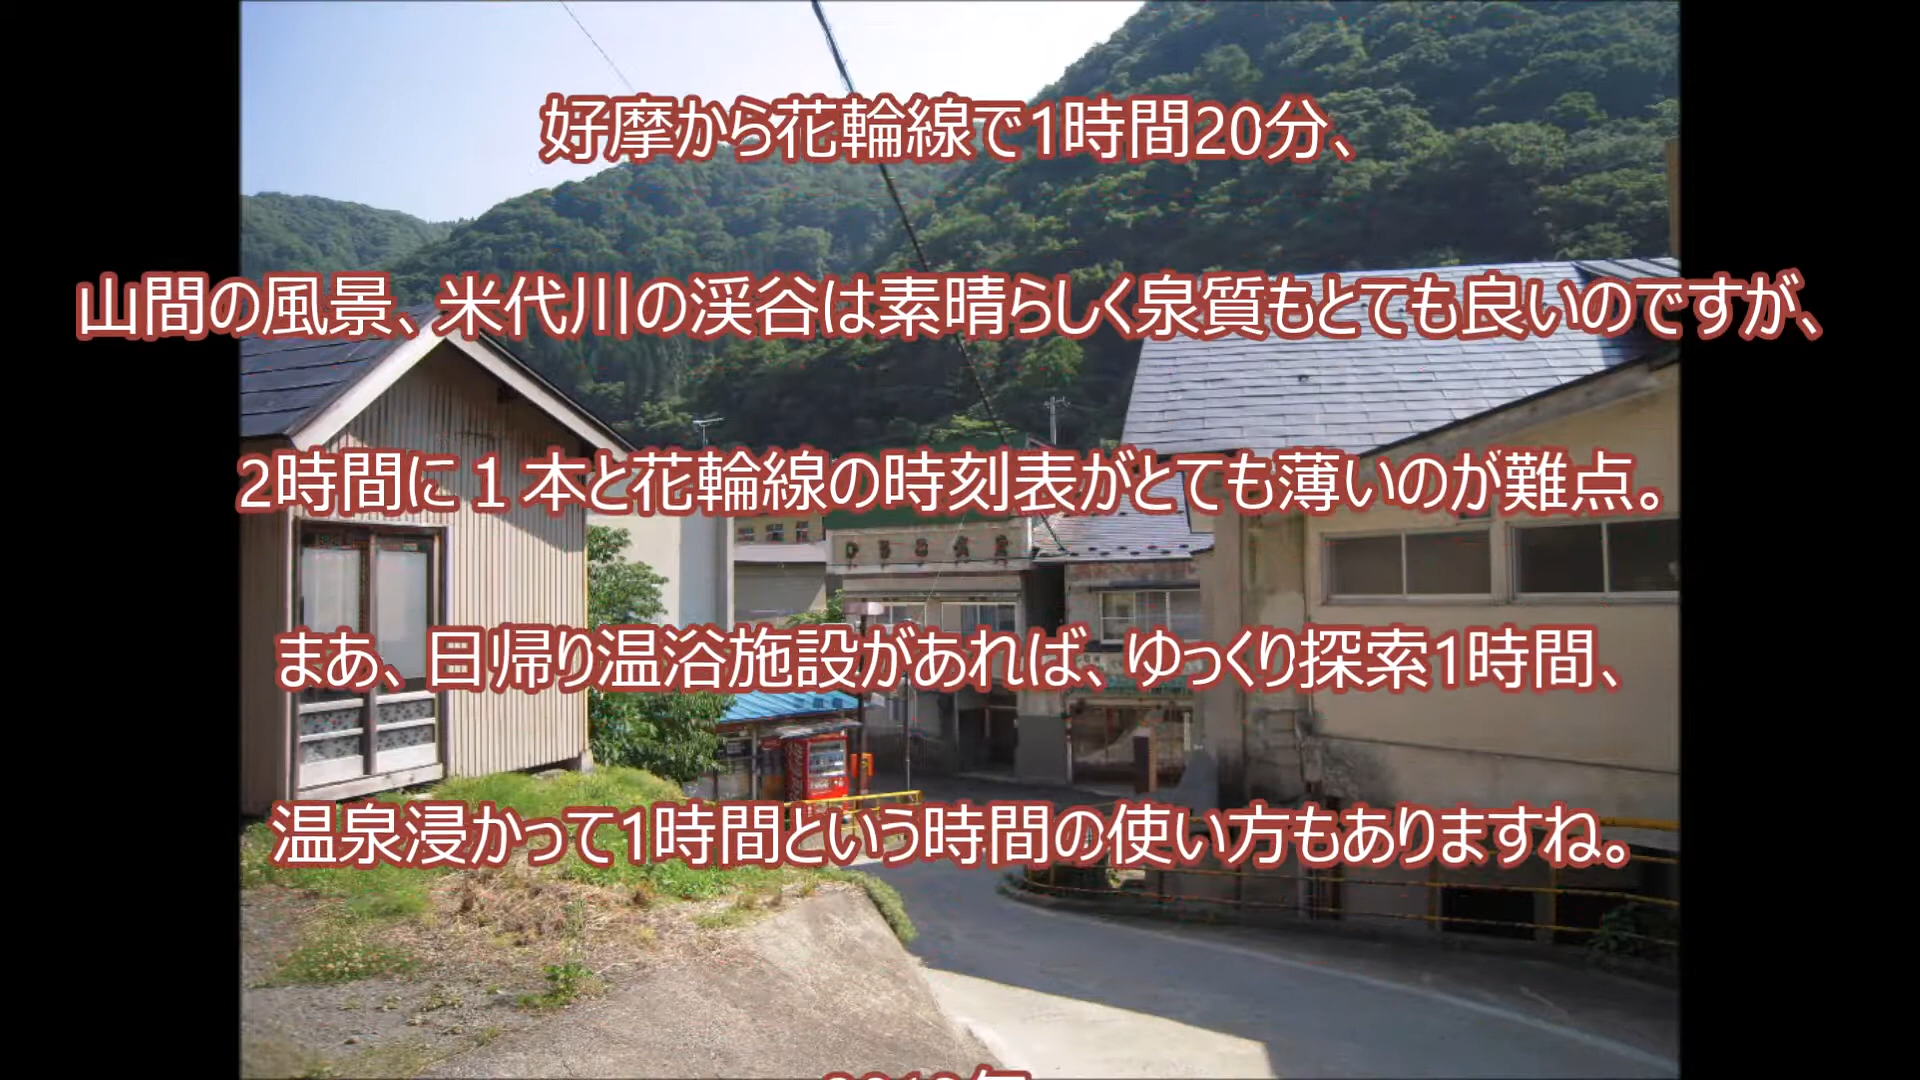 好摩から花輪線で1時間20分、
山間の風景、米代川の渓谷は素晴らしく泉質もとても良いのですが、
2時間に１本と花輪線の時刻表がとても薄いのが難点。
まあ、日帰り温浴施設があれば、ゆっくり探索1時間、
温泉浸かって1時間という時間の使い方もありますね。